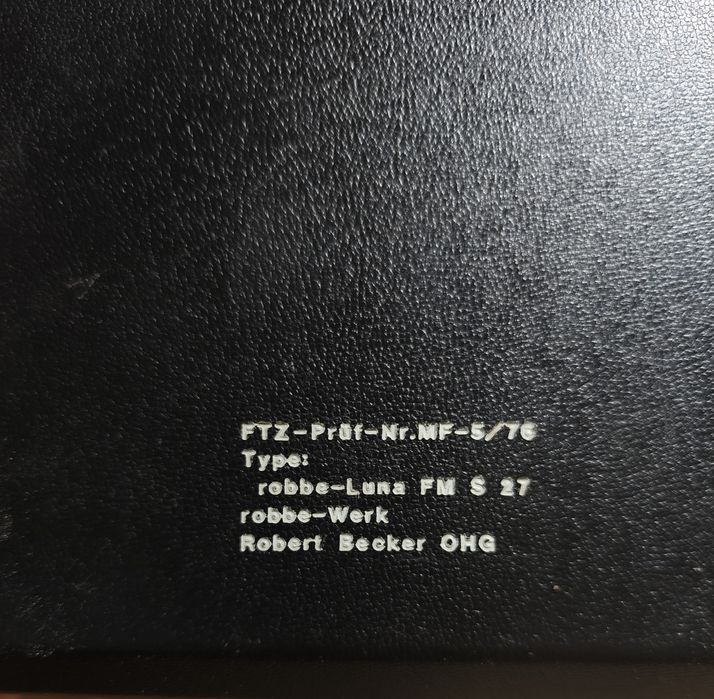 FTZ-Prüf-Nr.MF-5/76
Type:
robbe-Luna FM S 27
robbe-Werk
Robert Becker OHG